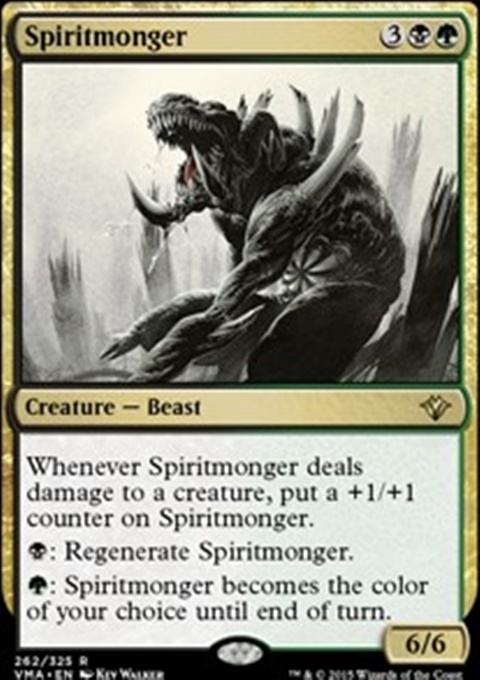 Spiritmonger 3
Creature — Beast
Whenever Spiritmonger deals
damage to a creature, put a +1/+1
counter on Spiritmonger.
: Regenerate Spiritmonger.
: Spiritmonger becomes the color
of your choice until end of turn.
6/6
262/325 R
VMA • EN Kev Walker
™ & © 2015 Wizards of the Coast